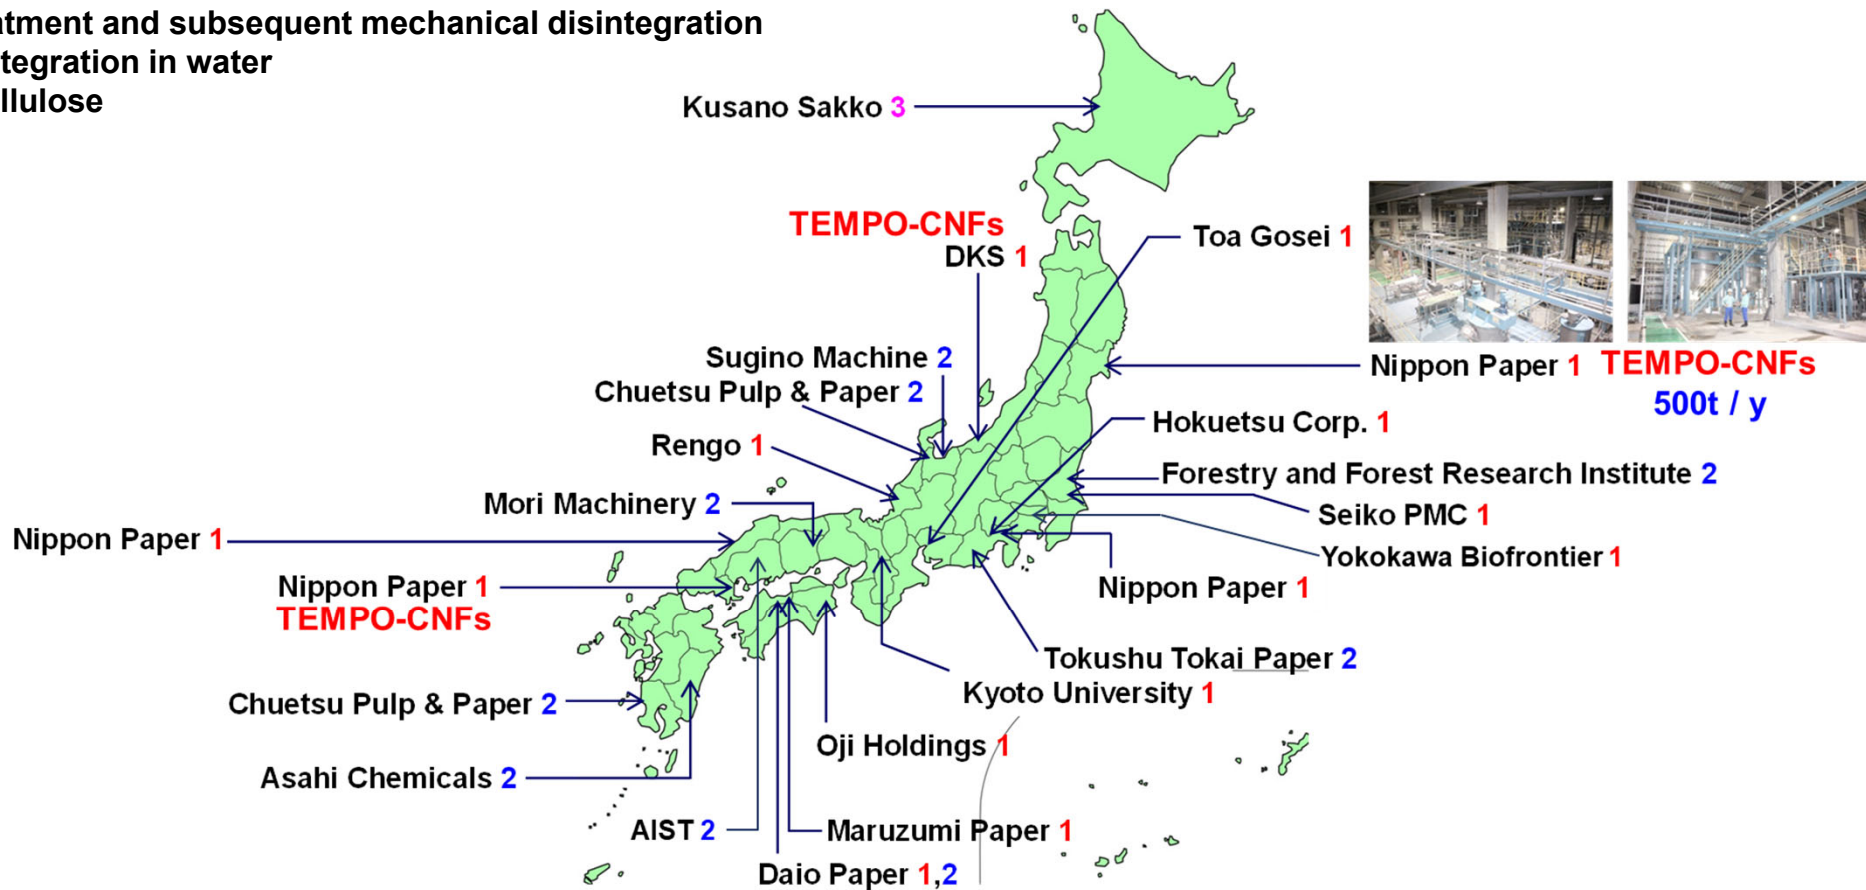 and subsequent mechanical disintegration
in water
Kusano Sakko 3
TEMPO-CNFs
DKS 1
Toa Gosei 1
Sugino Machine 2
Chuetsu Pulp & Paper 2
Nippon Paper 1 TEMPO-CNFs
500t / y
Hokuetsu Corp. 1
Rengo 1
Forestry and Forest Research Institute 2
Mori Machinery 2
Seiko PMC 1
Nippon Paper 1
Yokokawa Biofrontier 1
Nippon Paper 1
TEMPO-CNFs
Nippon Paper 1
Tokushu Tokai Paper 2
Kyoto University 1
Chuetsu Pulp & Paper 2
Oji Holdings 1
Asahi Chemicals 2
AIST 2
Maruzumi Paper 1
Daio Paper 1,2